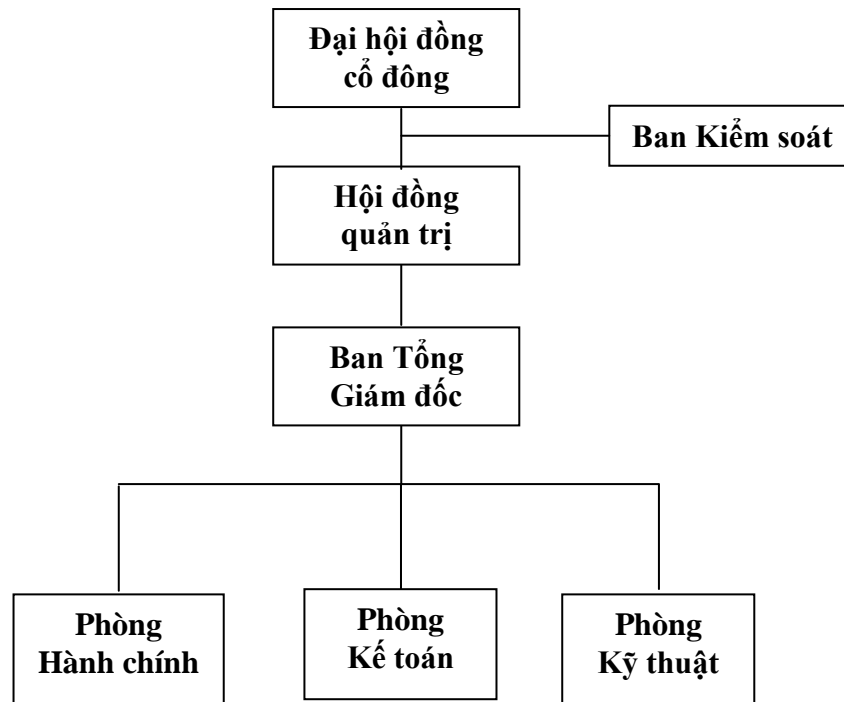 Đại hội đồng
cổ đông
Ban Kiểm soát
Hội đồng
quản trị
Ban Tổng
Giám đốc
Phòng
Hành chính
Phòng
Kế toán
Phòng
Kỹ thuật